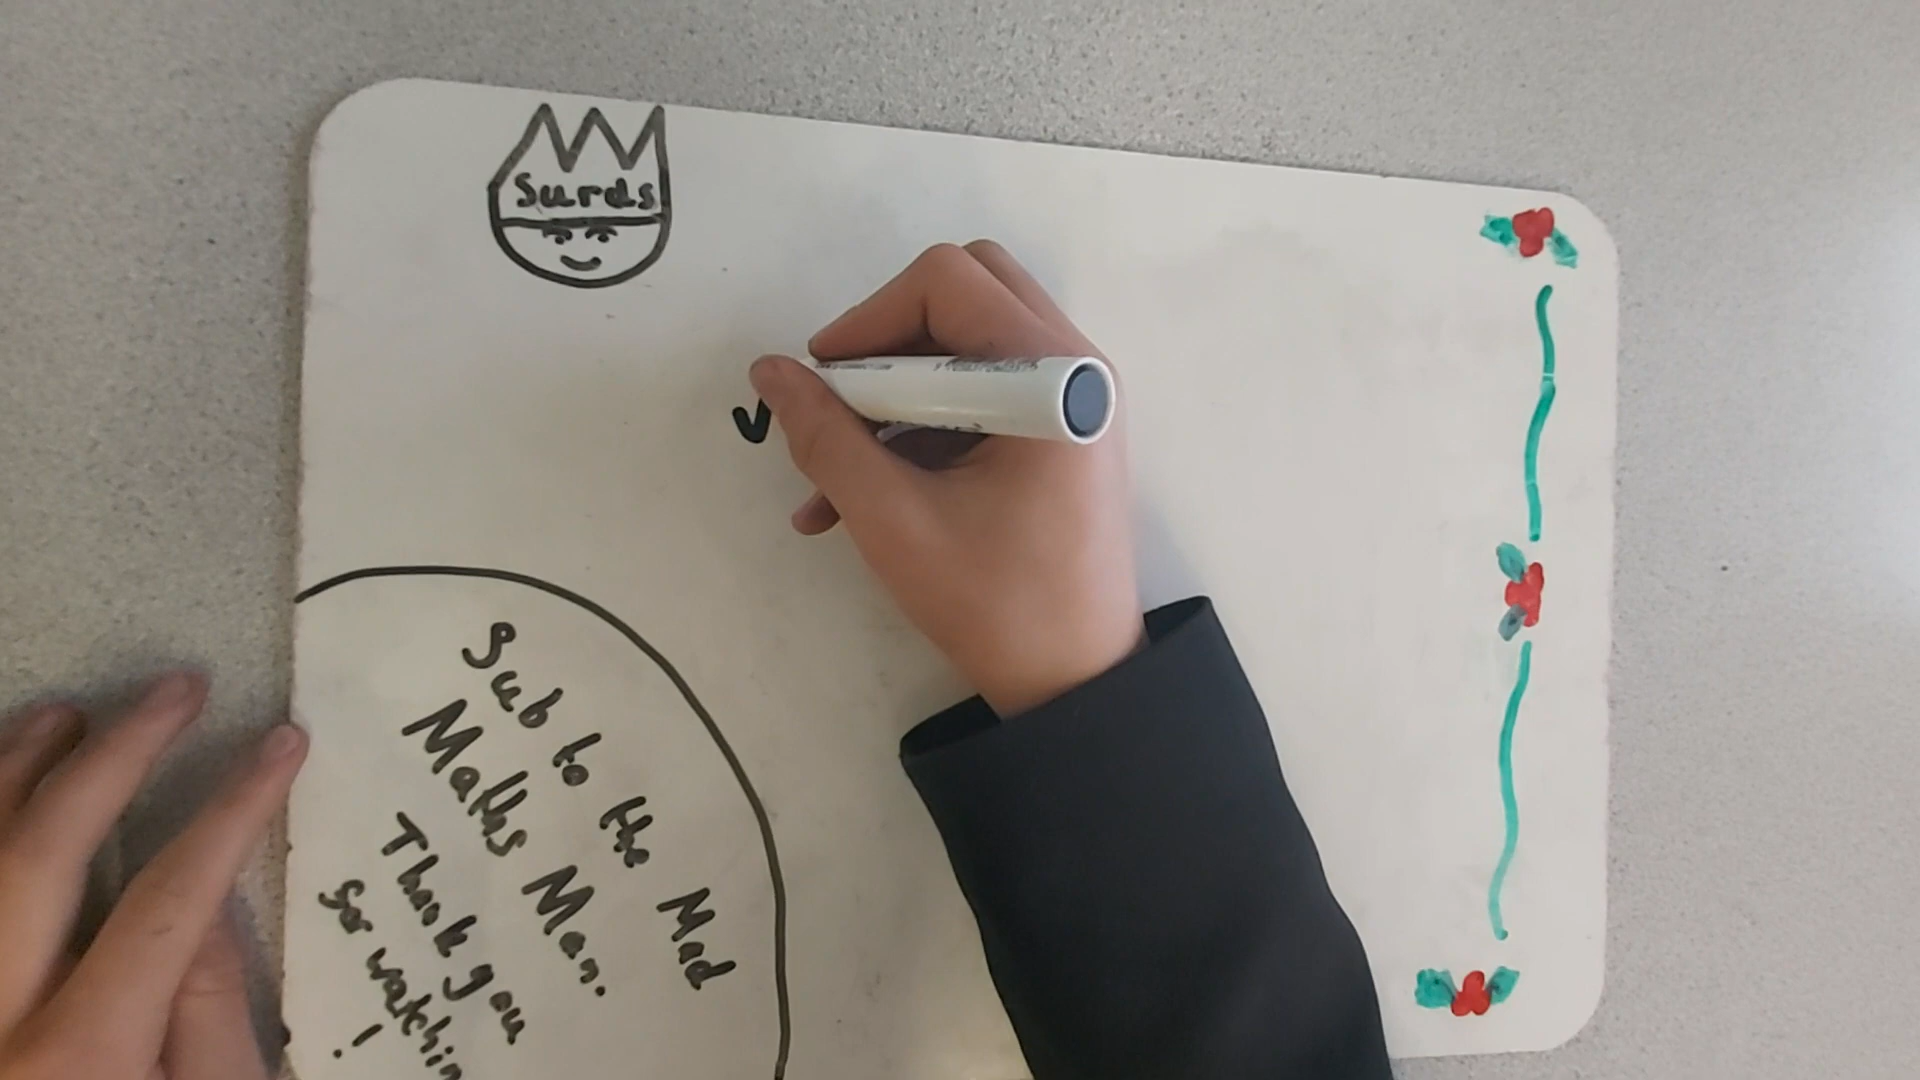 Surds
Sub to the Mad
Maths Man.
Thank you
for watchin
!